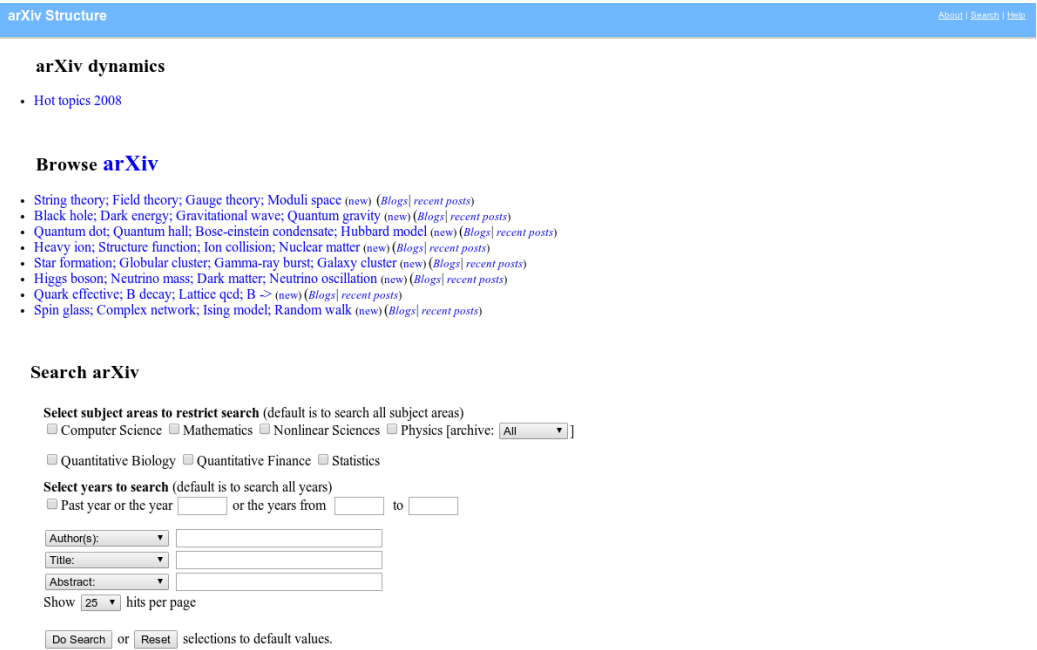 arXiv Structure
About | Search | Help
arXiv dynamics
• Hot topics 2008
Browse arXiv
• String theory; Field theory; Gauge theory; Moduli space (new) (Blogs| recent posts)
• Black hole; Dark energy; Gravitational wave; Quantum gravity (new) (Blogs| recent posts)
• Quantum dot; Quantum hall; Bose-einstein condensate; Hubbard model (new) (Blogs| recent posts)
• Heavy ion; Structure function; Ion collision; Nuclear matter (new) (Blogs| recent posts)
• Star formation; Globular cluster; Gamma-ray burst; Galaxy cluster (new) (Blogs| recent posts)
• Higgs boson; Neutrino mass; Dark matter; Neutrino oscillation (new) (Blogs| recent posts)
• Quark effective; B decay; Lattice qcd; B -> (new) (Blogs| recent posts)
• Spin glass; Complex network; Ising model; Random walk (new) (Blogs| recent posts)
Search arXiv
Select subject areas to restrict search (default is to search all subject areas)
Computer Science Mathematics Nonlinear Sciences Physics [archive: All ]
Quantitative Biology Quantitative Finance Statistics
Select years to search (default is to search all years)
Past year or the year or the years from to
Author(s):
Title:
Abstract:
Show 25 hits per page
Do Search or Reset selections to default values.